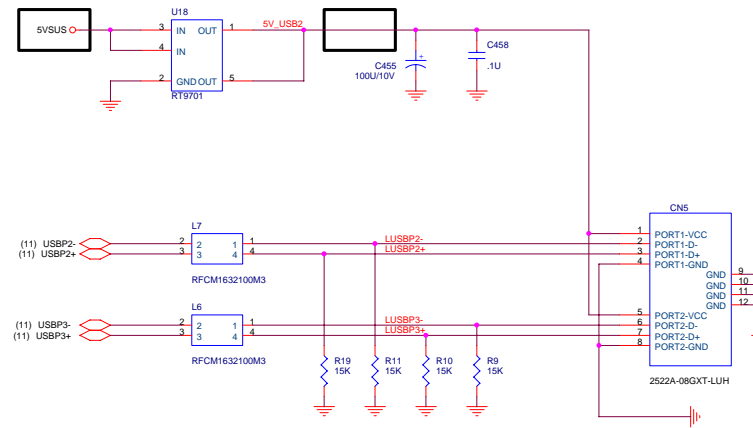 U18
5VSUS
3 IN OUT 1
5V_USB2
4 IN
2 GND OUT 5
RT9701
C455
100U/10V
C458
.1U
CN5
L7
(11) USBP2- 2 2 1 1 LUSBP2-
(11) USBP2+ 3 3 4 4 LUSBP2+
RFCM1632100M3
1 PORT1-VCC
2 PORT1-D-
3 PORT1-D+
4 PORT1-GND
GND 9
GND 10
GND 11
GND 12
L6
(11) USBP3- 2 2 1 1 LUSBP3-
(11) USBP3+ 3 3 4 4 LUSBP3+
RFCM1632100M3
5 PORT2-VCC
6 PORT2-D-
7 PORT2-D+
8 PORT2-GND
R19
15K
R11
15K
R10
15K
R9
15K
2522A-08GXT-LUH